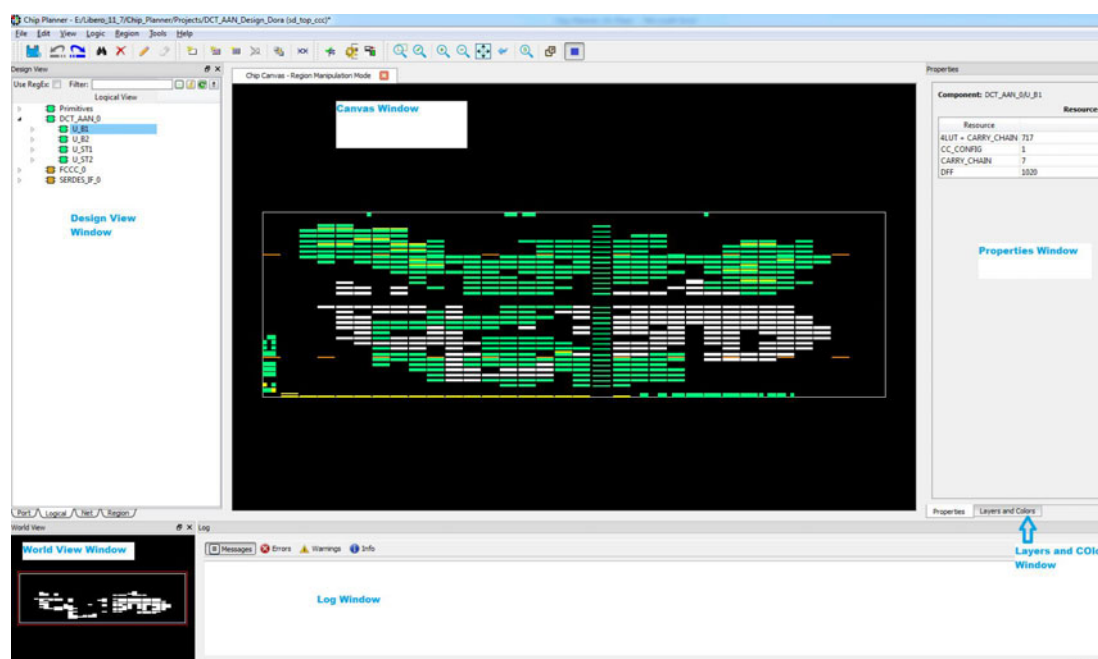 Chip Planner - E:/Libero_11_7/Chip_Planner/Projects/DCT_AAN_Design_Dora (sd_top_ccc)*
File Edit View Logic Region Tools Help
Design View
Use RegEx: Filter:
Logical View
Primitives
DCT_AAN_0
U_B1
U_B2
U_ST1
U_ST2
FCCC_0
SERDES_IF_0
Design View
Window
Port Logical Net Region
Chip Canvas - Region Manipulation Mode
Canvas Window
Properties
Component: DCT_AAN_0/U_B1
Resource
Resource
4LUT + CARRY_CHAIN 717
CC_CONFIG 1
CARRY_CHAIN 7
DFF 1020
Properties Window
Properties Layers and Colors
Layers and COlo
Window
World View
World View Window
Log
Messages Errors Warnings Info
Log Window